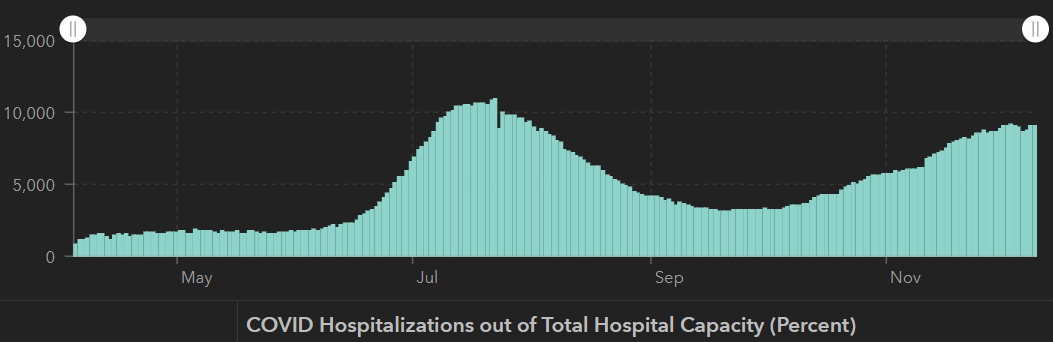 15,000
10,000
5,000
0
May Jul Sep Nov
COVID Hospitalizations out of Total Hospital Capacity (Percent)